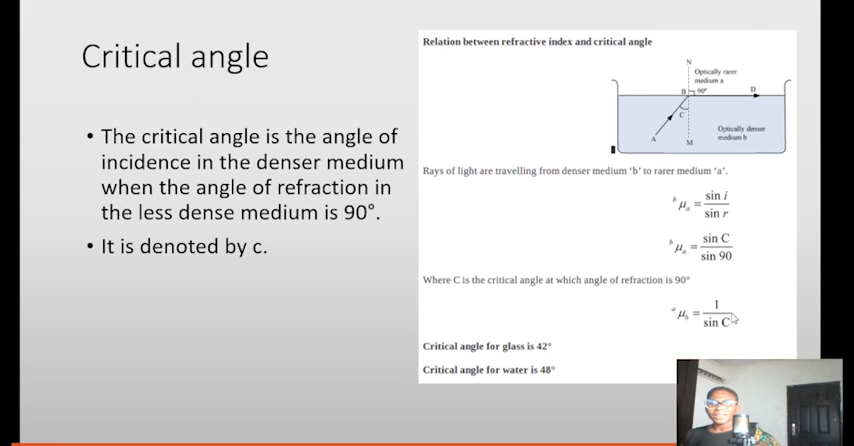 Critical angle
• The critical angle is the angle of
incidence in the denser medium
when the angle of refraction in
the less dense medium is 90°.
• It is denoted by c.
Relation between refractive index and critical angle
N
Optically rarer
medium a
B
90°
D
C
A
M
Optically denser
medium b
Rays of light are travelling from denser medium 'b' to rarer medium 'a'.
ᵇμₐ = sin i / sin r
ᵇμₐ = sin C / sin 90
Where C is the critical angle at which angle of refraction is 90°
ᵃμ_b = 1 / sin C
Critical angle for glass is 42°
Critical angle for water is 48°